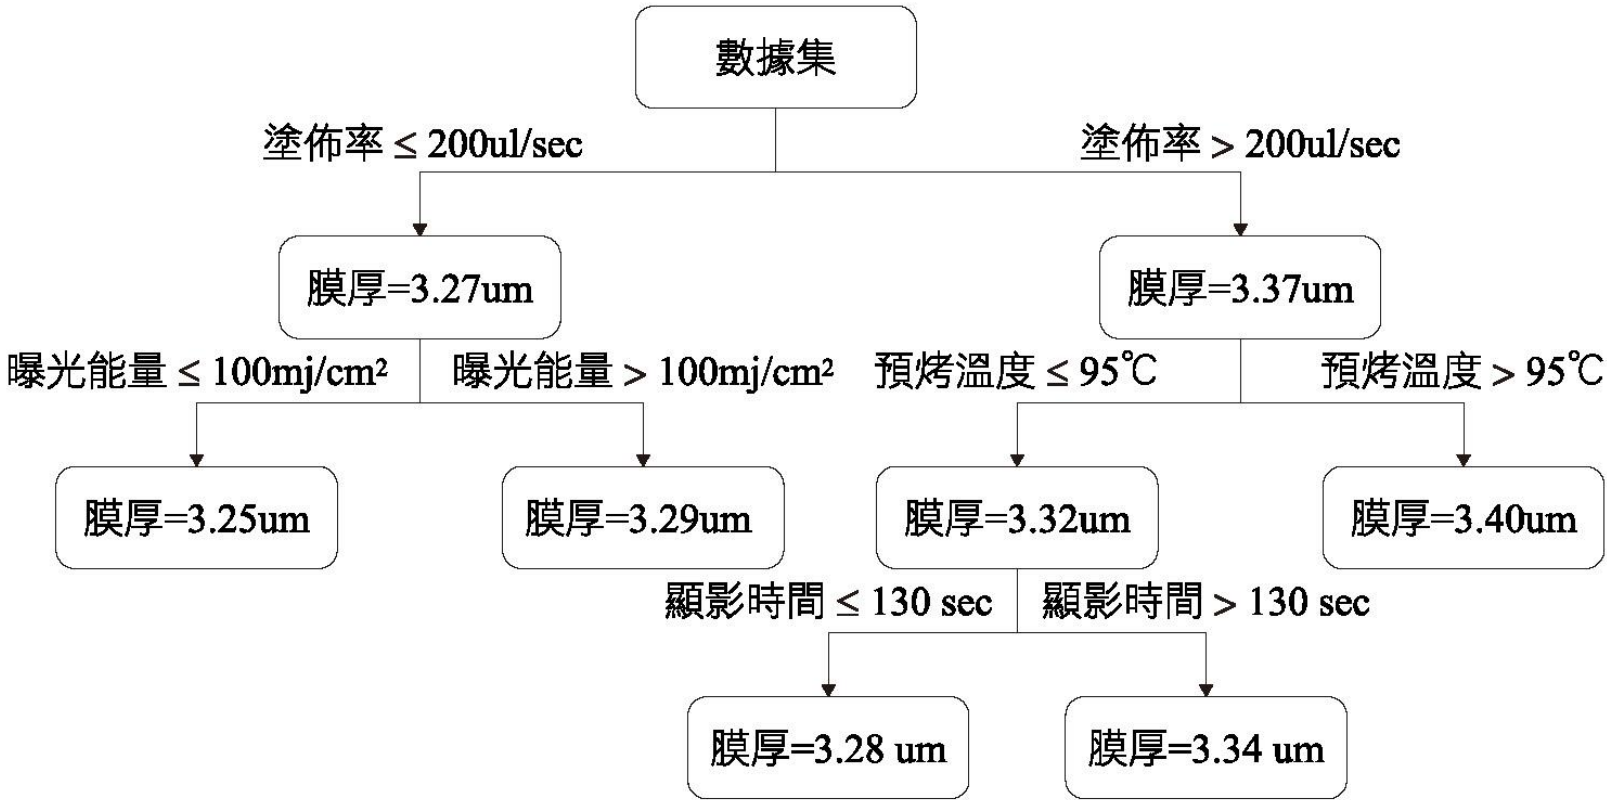 數據集
塗佈率 ≤ 200ul/sec
塗佈率 > 200ul/sec
膜厚=3.27um
膜厚=3.37um
曝光能量 ≤ 100mj/cm²
曝光能量 > 100mj/cm²
預烤溫度 ≤ 95℃
預烤溫度 > 95℃
膜厚=3.25um
膜厚=3.29um
膜厚=3.32um
膜厚=3.40um
顯影時間 ≤ 130 sec
顯影時間 > 130 sec
膜厚=3.28 um
膜厚=3.34 um